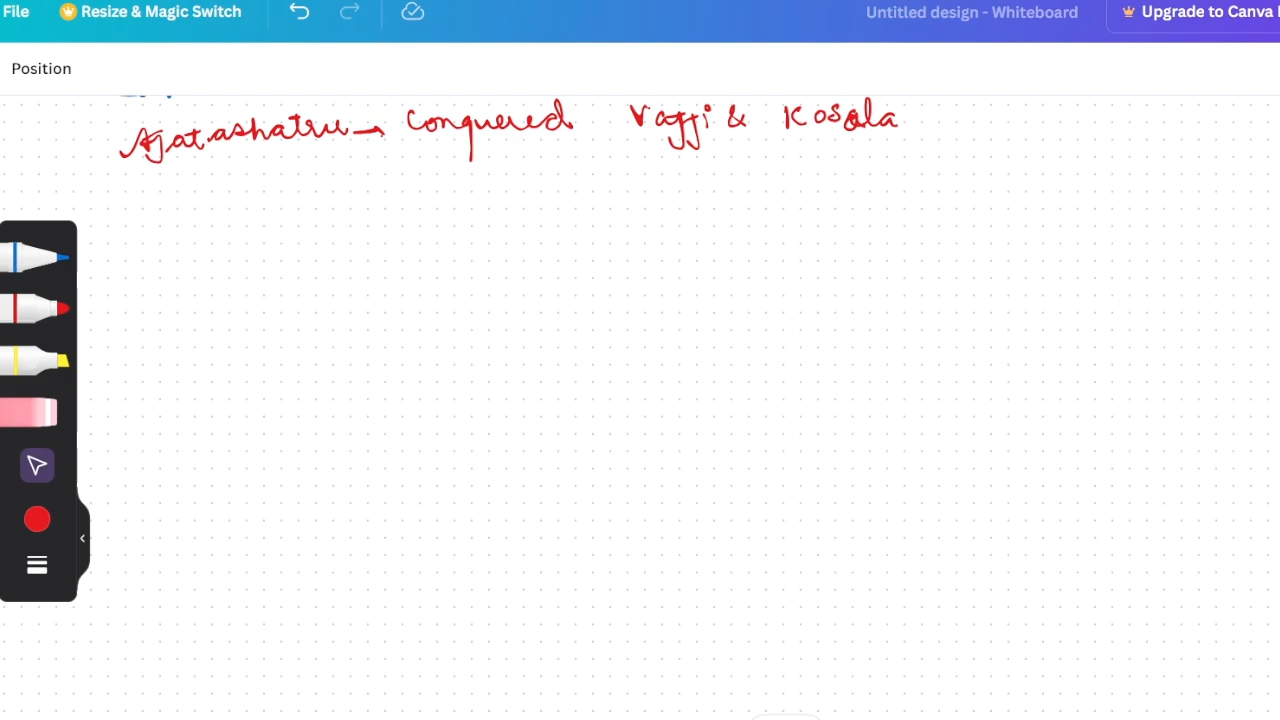 File Resize & Magic Switch Untitled design - Whiteboard Upgrade to Canva
Position
Ajatashatru → Conquered Vajji & Kosala